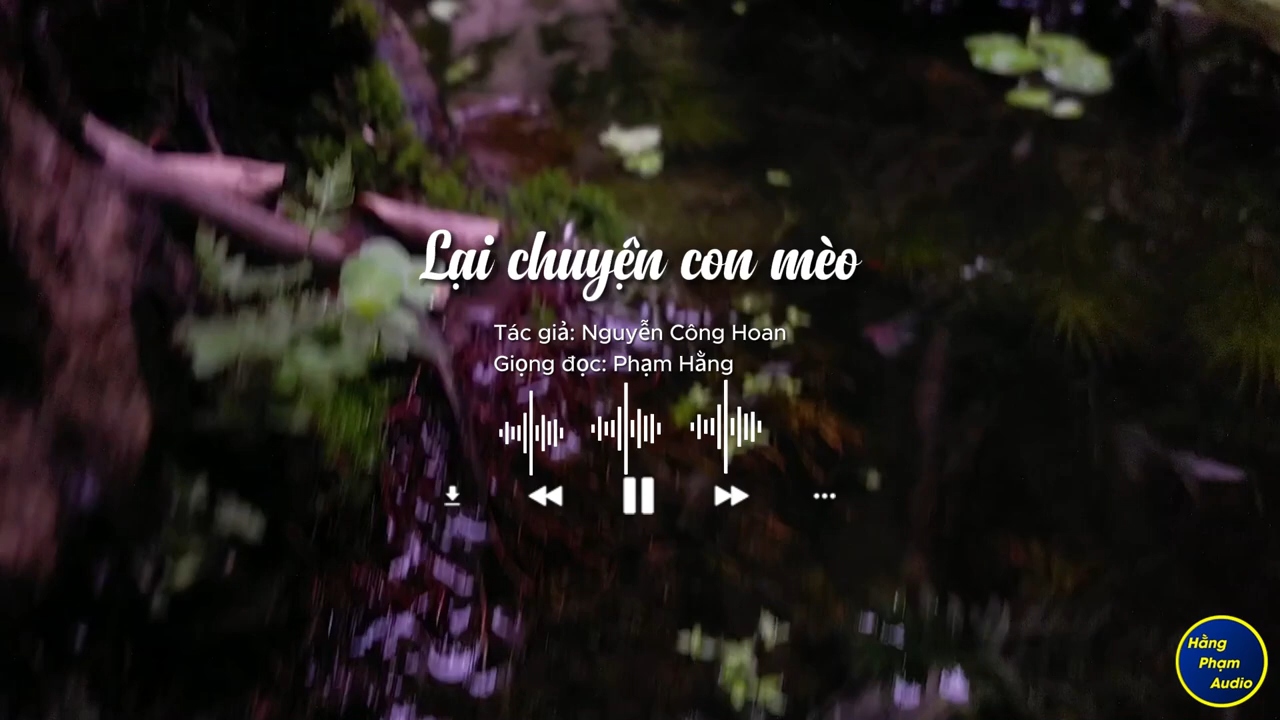 Lại chuyện con mèo
Tác giả: Nguyễn Công Hoan
Giọng đọc: Phạm Hằng
Hằng
Phạm
Audio